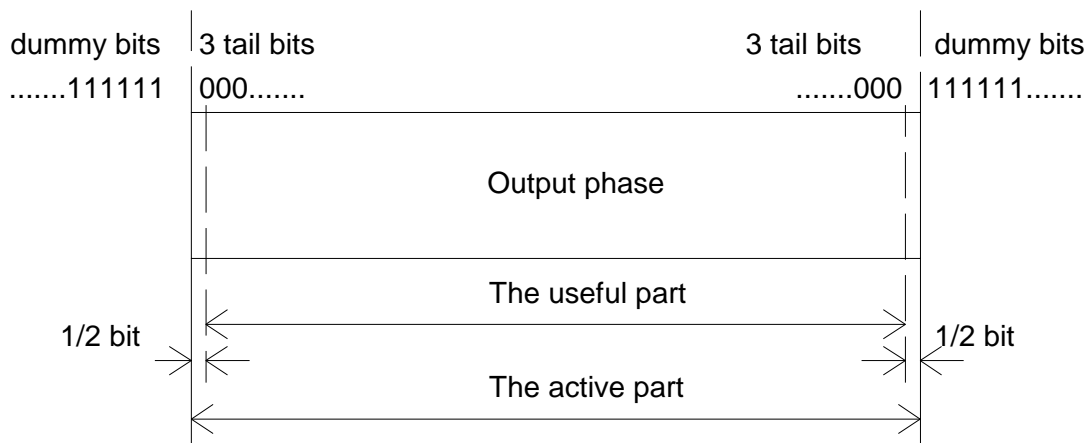 dummy bits 3 tail bits 3 tail bits dummy bits
.......111111 000....... .......000 111111.......
Output phase
The useful part
1/2 bit 1/2 bit
The active part